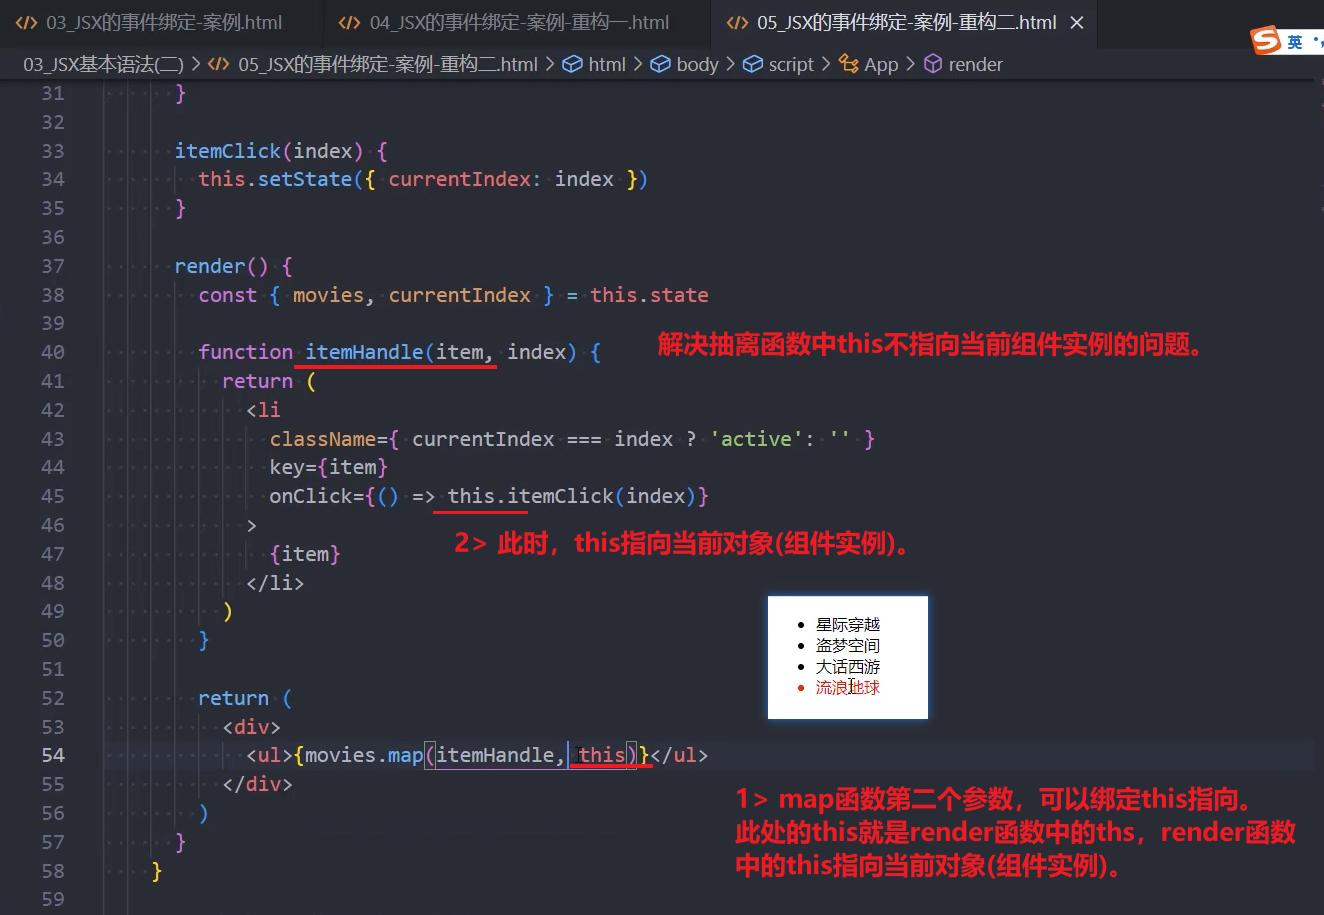 03_JSX的事件绑定-案例.html
04_JSX的事件绑定-案例-重构一.html
05_JSX的事件绑定-案例-重构二.html
英
03_JSX基本语法(二) > 05_JSX的事件绑定-案例-重构二.html > html > body > script > App > render
31 }
32
33 itemClick(index) {
34 this.setState({ currentIndex: index })
35 }
36
37 render() {
38 const { movies, currentIndex } = this.state
39
40 function itemHandle(item, index) {
解决抽离函数中this不指向当前组件实例的问题。
41 return (
42 <li
43 className={ currentIndex === index ? 'active': '' }
44 key={item}
45 onClick={() => this.itemClick(index)}
46 >
2> 此时，this指向当前对象(组件实例)。
47 {item}
48 </li>
49 )
50 }
51
星际穿越
盗梦空间
大话西游
流浪地球
52 return (
53 <div>
54 <ul>{movies.map(itemHandle, this)}</ul>
55 </div>
56 )
57 }
58 }
59
1> map函数第二个参数，可以绑定this指向。
此处的this就是render函数中的ths，render函数
中的this指向当前对象(组件实例)。